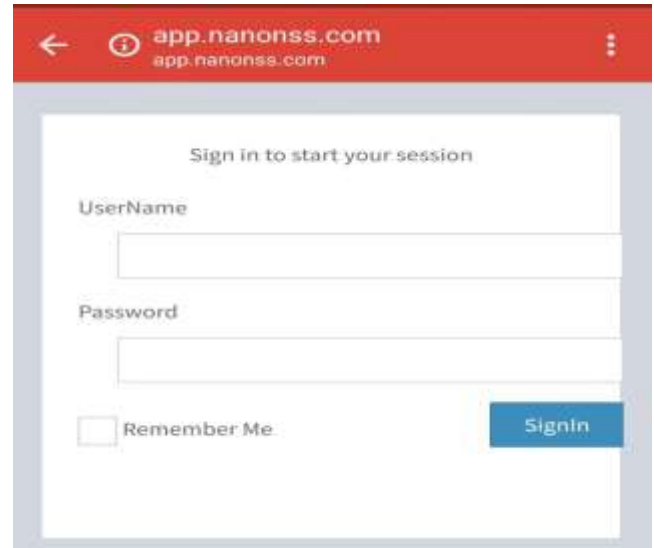 app.nanonss.com
app.nanonss.com
Sign in to start your session
UserName
Password
Remember Me
SignIn